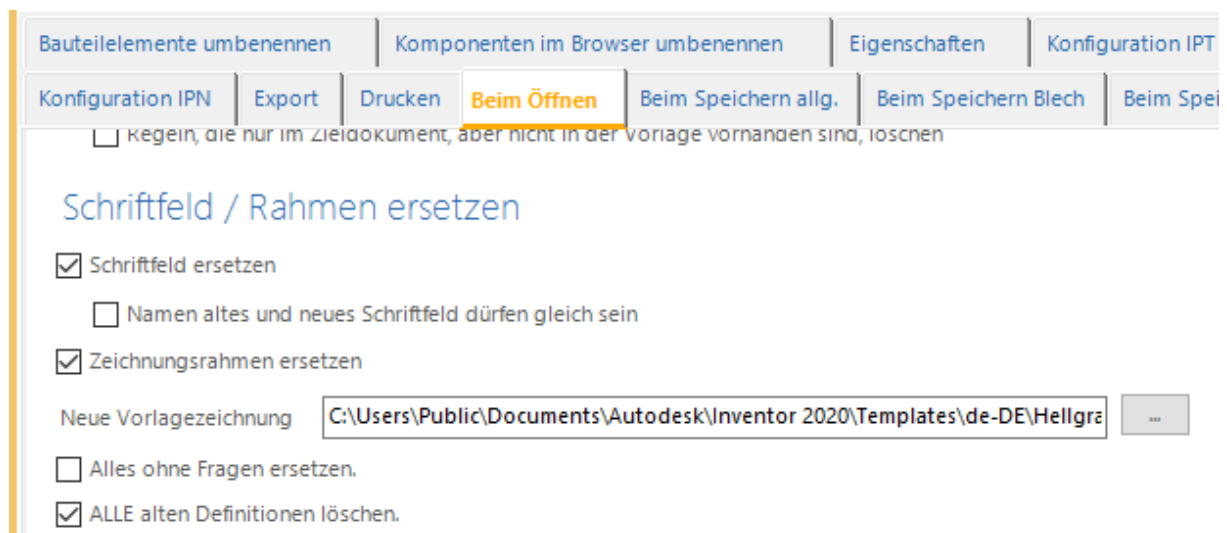 Bauteilelemente umbenennen Komponenten im Browser umbenennen Eigenschaften Konfiguration IPT
Konfiguration IPN Export Drucken Beim Öffnen Beim Speichern allg. Beim Speichern Blech Beim Spei
Regeln, die nur im Zieldokument, aber nicht in der Vorlage vorhanden sind, löschen
Schriftfeld / Rahmen ersetzen
Schriftfeld ersetzen
Namen altes und neues Schriftfeld dürfen gleich sein
Zeichnungsrahmen ersetzen
Neue Vorlagezeichnung C:\Users\Public\Documents\Autodesk\Inventor 2020\Templates\de-DE\Hellgra ...
Alles ohne Fragen ersetzen.
ALLE alten Definitionen löschen.